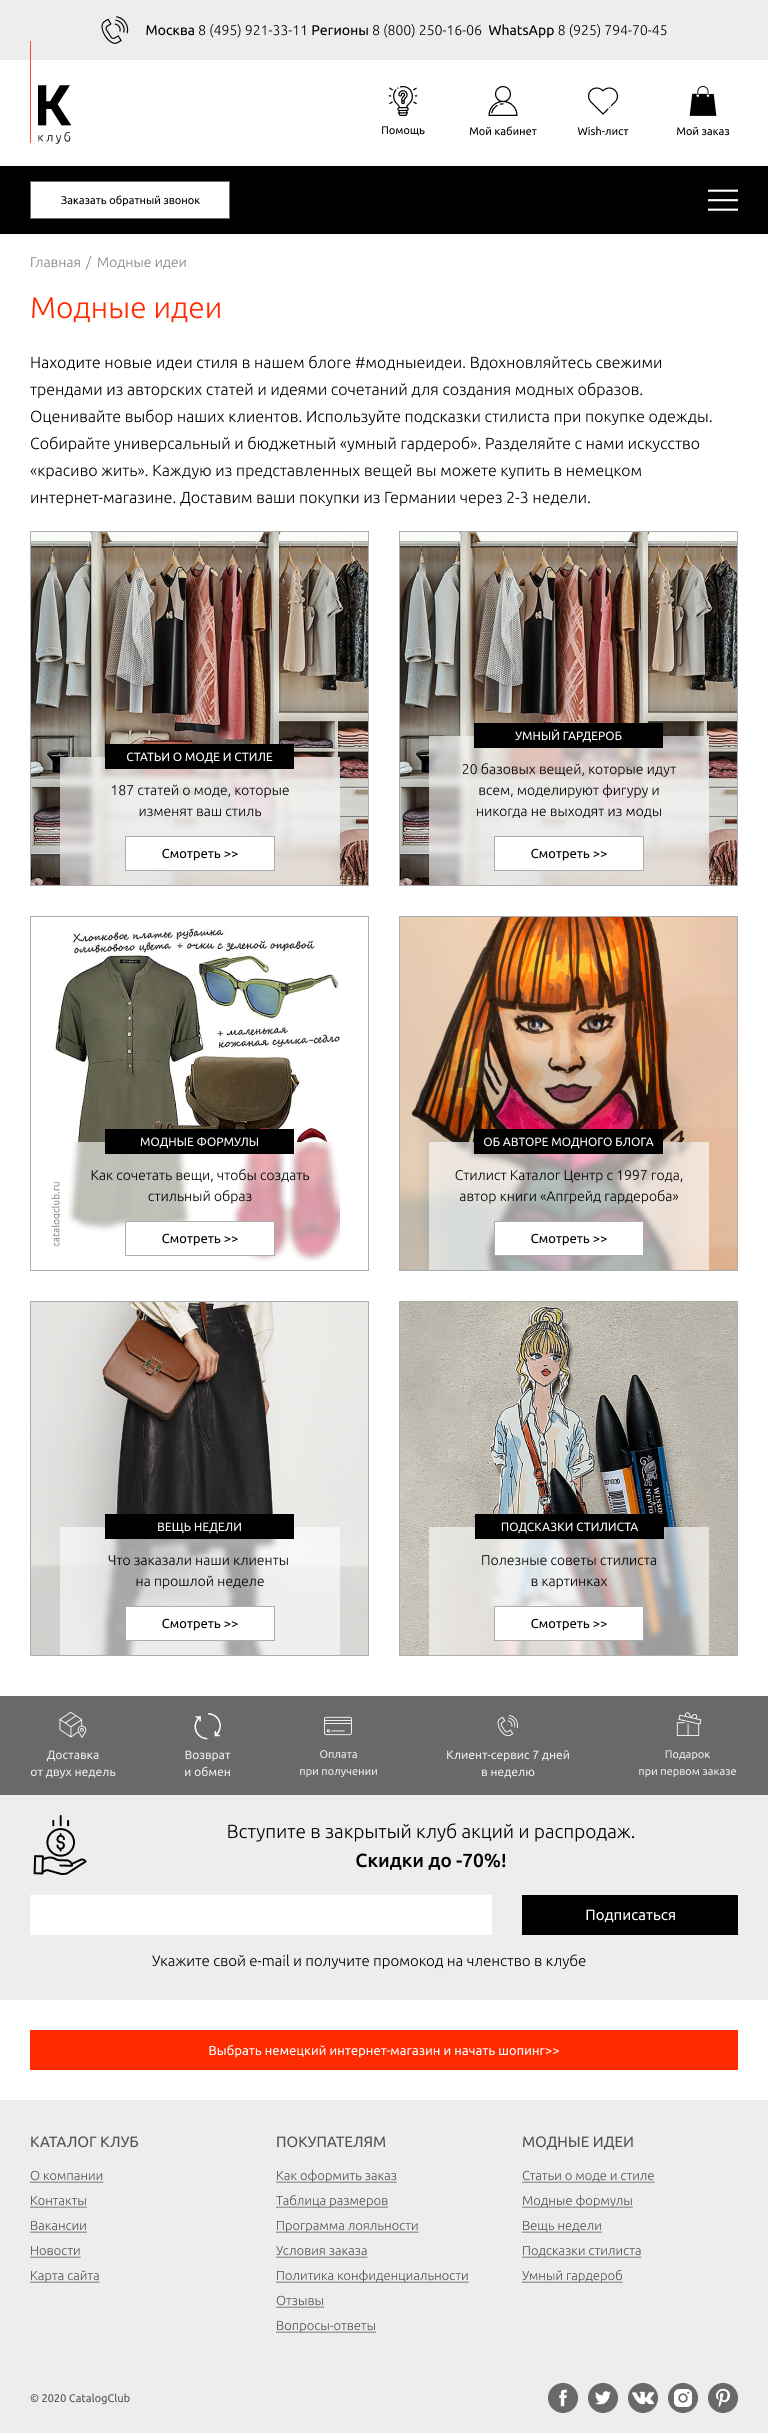 Москва 8 (495) 921-33-11 Регионы 8 (800) 250-16-06 WhatsApp 8 (925) 794-70-45
К
клуб
Помощь
Мой кабинет
Wish-лист
Мой заказ
Заказать обратный звонок
Главная / Модные идеи
Модные идеи
Находите новые идеи стиля в нашем блоге #модныеидеи. Вдохновляйтесь свежими
трендами из авторских статей и идеями сочетаний для создания модных образов.
Оценивайте выбор наших клиентов. Используйте подсказки стилиста при покупке одежды.
Собирайте универсальный и бюджетный «умный гардероб». Разделяйте с нами искусство
«красиво жить». Каждую из представленных вещей вы можете купить в немецком
интернет-магазине. Доставим ваши покупки из Германии через 2-3 недели.
СТАТЬИ О МОДЕ И СТИЛЕ
187 статей о моде, которые
изменят ваш стиль
Смотреть >>
УМНЫЙ ГАРДЕРОБ
20 базовых вещей, которые идут
всем, моделируют фигуру и
никогда не выходят из моды
Смотреть >>
Хлопковое платье рубашка
оливкового цвета + очки с зеленой оправой
+ маленькая
кожаная сумка-седло
catalogclub.ru
МОДНЫЕ ФОРМУЛЫ
Как сочетать вещи, чтобы создать
стильный образ
Смотреть >>
ОБ АВТОРЕ МОДНОГО БЛОГА
Стилист Каталог Центр с 1997 года,
автор книги «Апгрейд гардероба»
Смотреть >>
ВЕЩЬ НЕДЕЛИ
Что заказали наши клиенты
на прошлой неделе
Смотреть >>
WINSO
NEWTO
ПОДСКАЗКИ СТИЛИСТА
Полезные советы стилиста
в картинках
Смотреть >>
Доставка
от двух недель
Возврат
и обмен
Оплата
при получении
Клиент-сервис 7 дней
в неделю
Подарок
при первом заказе
Вступите в закрытый клуб акций и распродаж.
Скидки до -70%!
Подписаться
Укажите свой e-mail и получите промокод на членство в клубе
Выбрать немецкий интернет-магазин и начать шопинг>>
КАТАЛОГ КЛУБ
О компании
Контакты
Вакансии
Новости
Карта сайта
ПОКУПАТЕЛЯМ
Как оформить заказ
Таблица размеров
Программа лояльности
Условия заказа
Политика конфиденциальности
Отзывы
Вопросы-ответы
МОДНЫЕ ИДЕИ
Статьи о моде и стиле
Модные формулы
Вещь недели
Подсказки стилиста
Умный гардероб
© 2020 CatalogClub